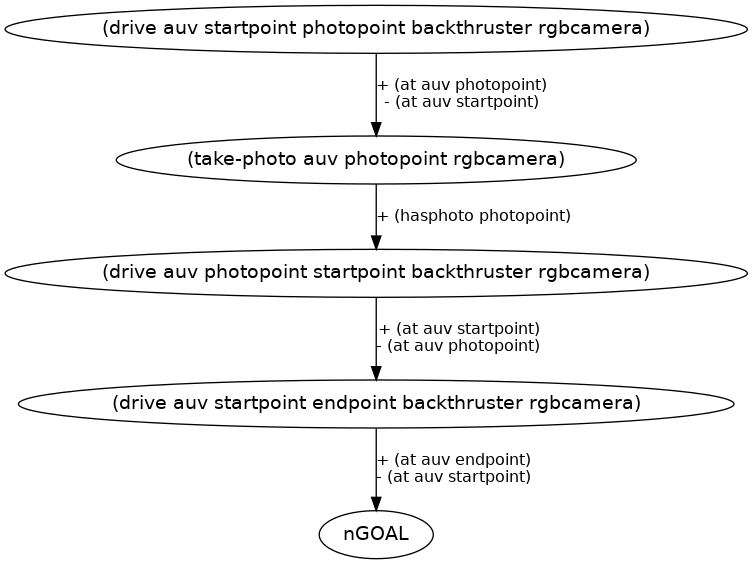 (drive auv startpoint photopoint backthruster rgbcamera)
+ (at auv photopoint)
- (at auv startpoint)
(take-photo auv photopoint rgbcamera)
+ (hasphoto photopoint)
(drive auv photopoint startpoint backthruster rgbcamera)
+ (at auv startpoint)
- (at auv photopoint)
(drive auv startpoint endpoint backthruster rgbcamera)
+ (at auv endpoint)
- (at auv startpoint)
nGOAL